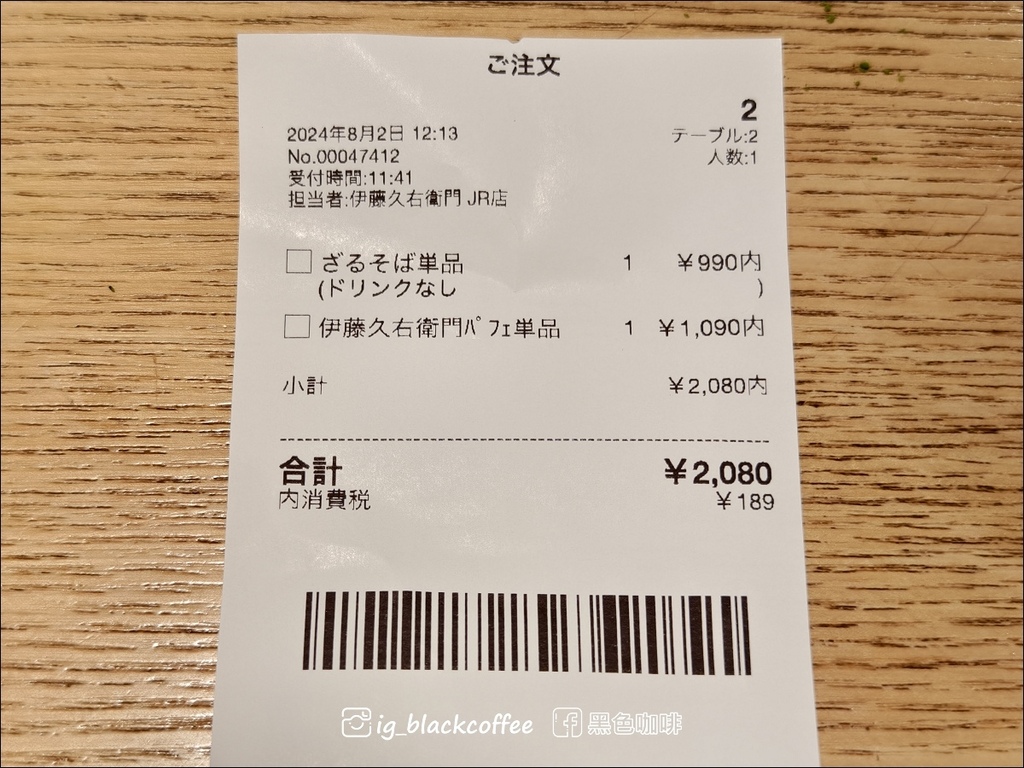 ご注文
2
2024年8月2日 12:13
テーブル:2
No.00047412
人数:1
受付時間:11:41
担当者:伊藤久右衛門 JR店
ざるそば単品 1 ¥990内
(ドリンクなし )
伊藤久右衛門ﾊﾟﾌｪ単品 1 ¥1,090内
小計 ¥2,080内
合計 ¥2,080
内消費税 ¥189
ig_blackcoffee 黑色咖啡